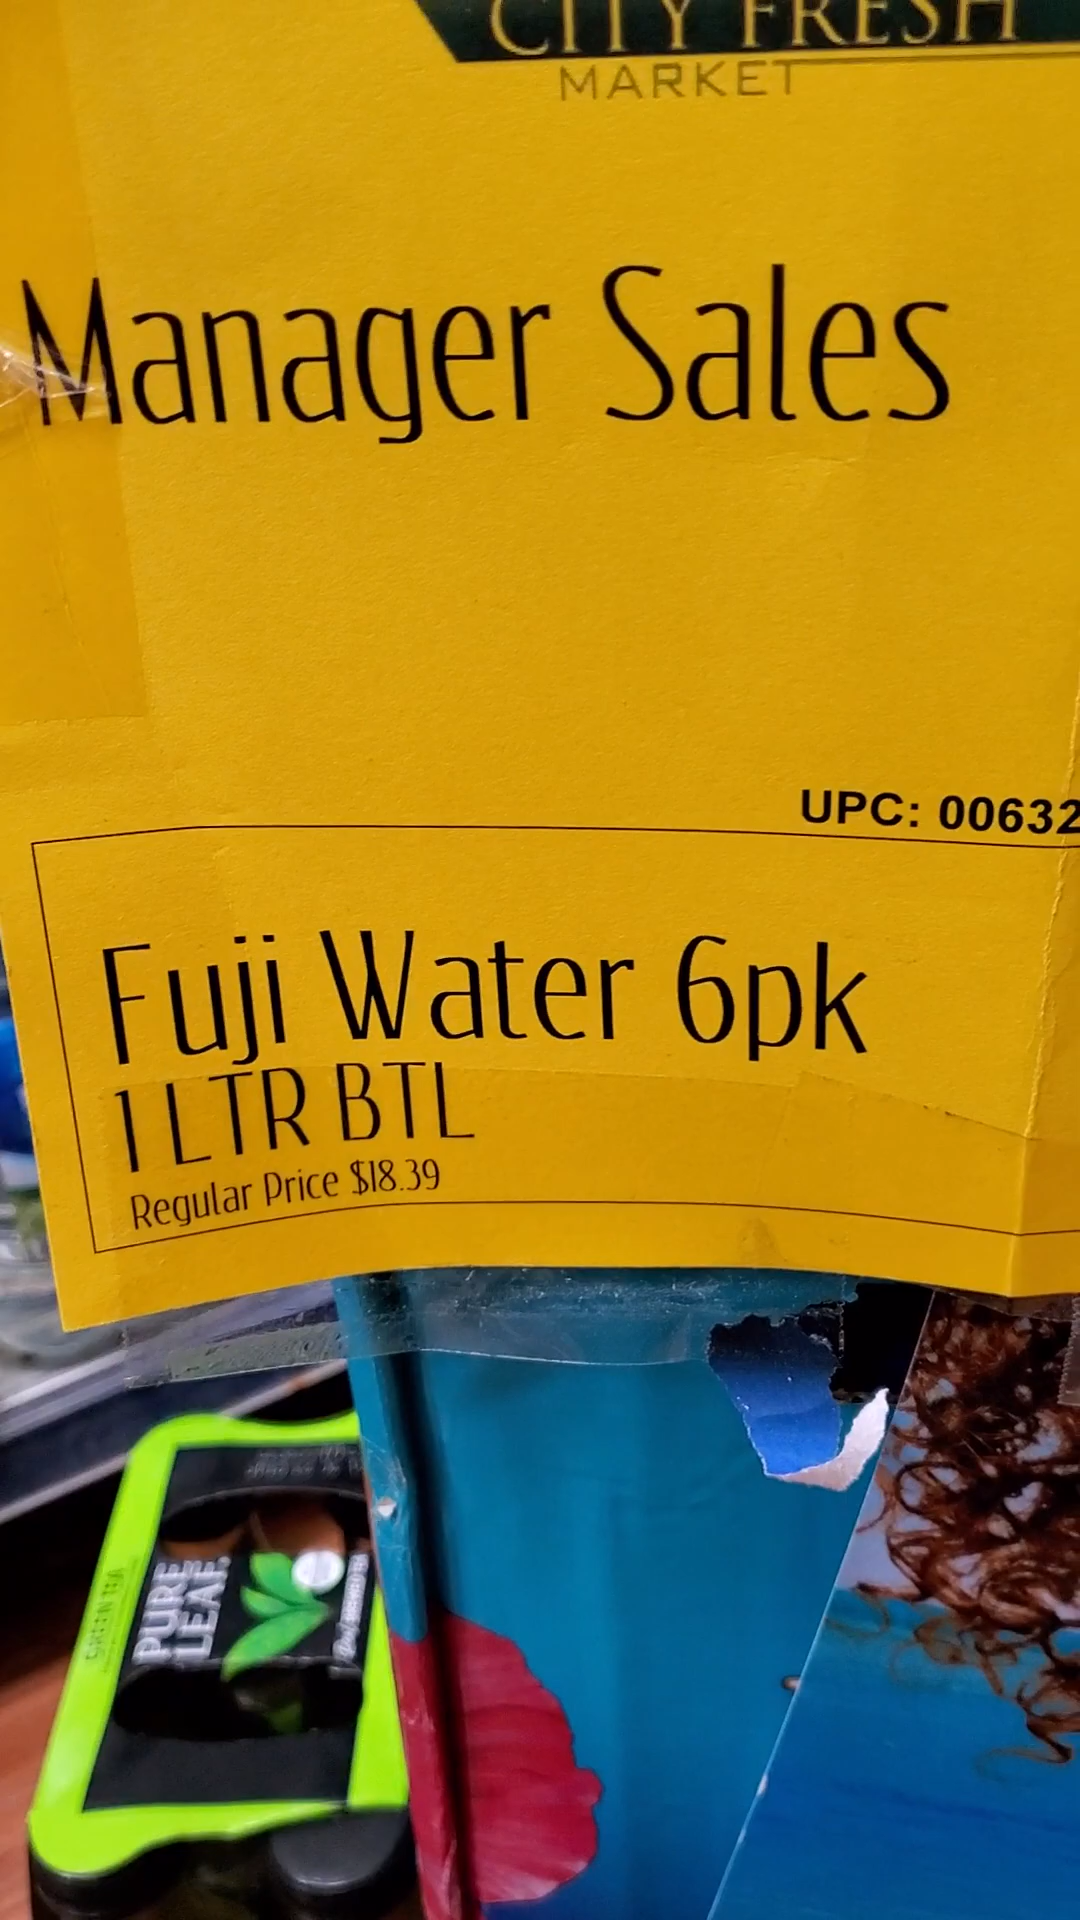 CITY FRESH
MARKET
Manager Sales
UPC: 00632
Fuji Water 6pk
1 LTR BTL
Regular Price $18.39
GREEN TEA
PURE
LEAF